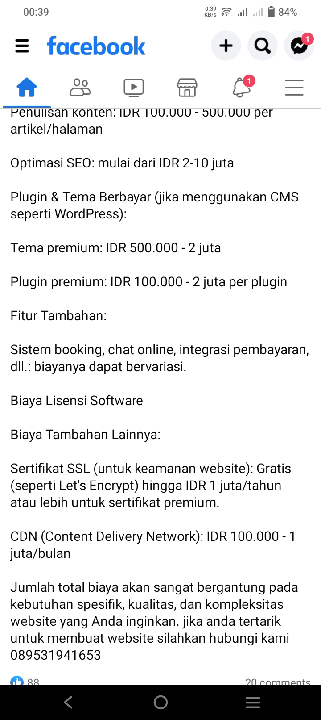 00:39
0.39
KB/S
84%
facebook
1
1
Penulisan konten: IDR 100.000 - 500.000 per
artikel/halaman
Optimasi SEO: mulai dari IDR 2-10 juta
Plugin & Tema Berbayar (jika menggunakan CMS
seperti WordPress):
Tema premium: IDR 500.000 - 2 juta
Plugin premium: IDR 100.000 - 2 juta per plugin
Fitur Tambahan:
Sistem booking, chat online, integrasi pembayaran,
dll.: biayanya dapat bervariasi.
Biaya Lisensi Software
Biaya Tambahan Lainnya:
Sertifikat SSL (untuk keamanan website): Gratis
(seperti Let's Encrypt) hingga IDR 1 juta/tahun
atau lebih untuk sertifikat premium.
CDN (Content Delivery Network): IDR 100.000 - 1
juta/bulan
Jumlah total biaya akan sangat bergantung pada
kebutuhan spesifik, kualitas, dan kompleksitas
website yang Anda inginkan. jika anda tertarik
untuk membuat website silahkan hubungi kami
089531941653
88
20 comments